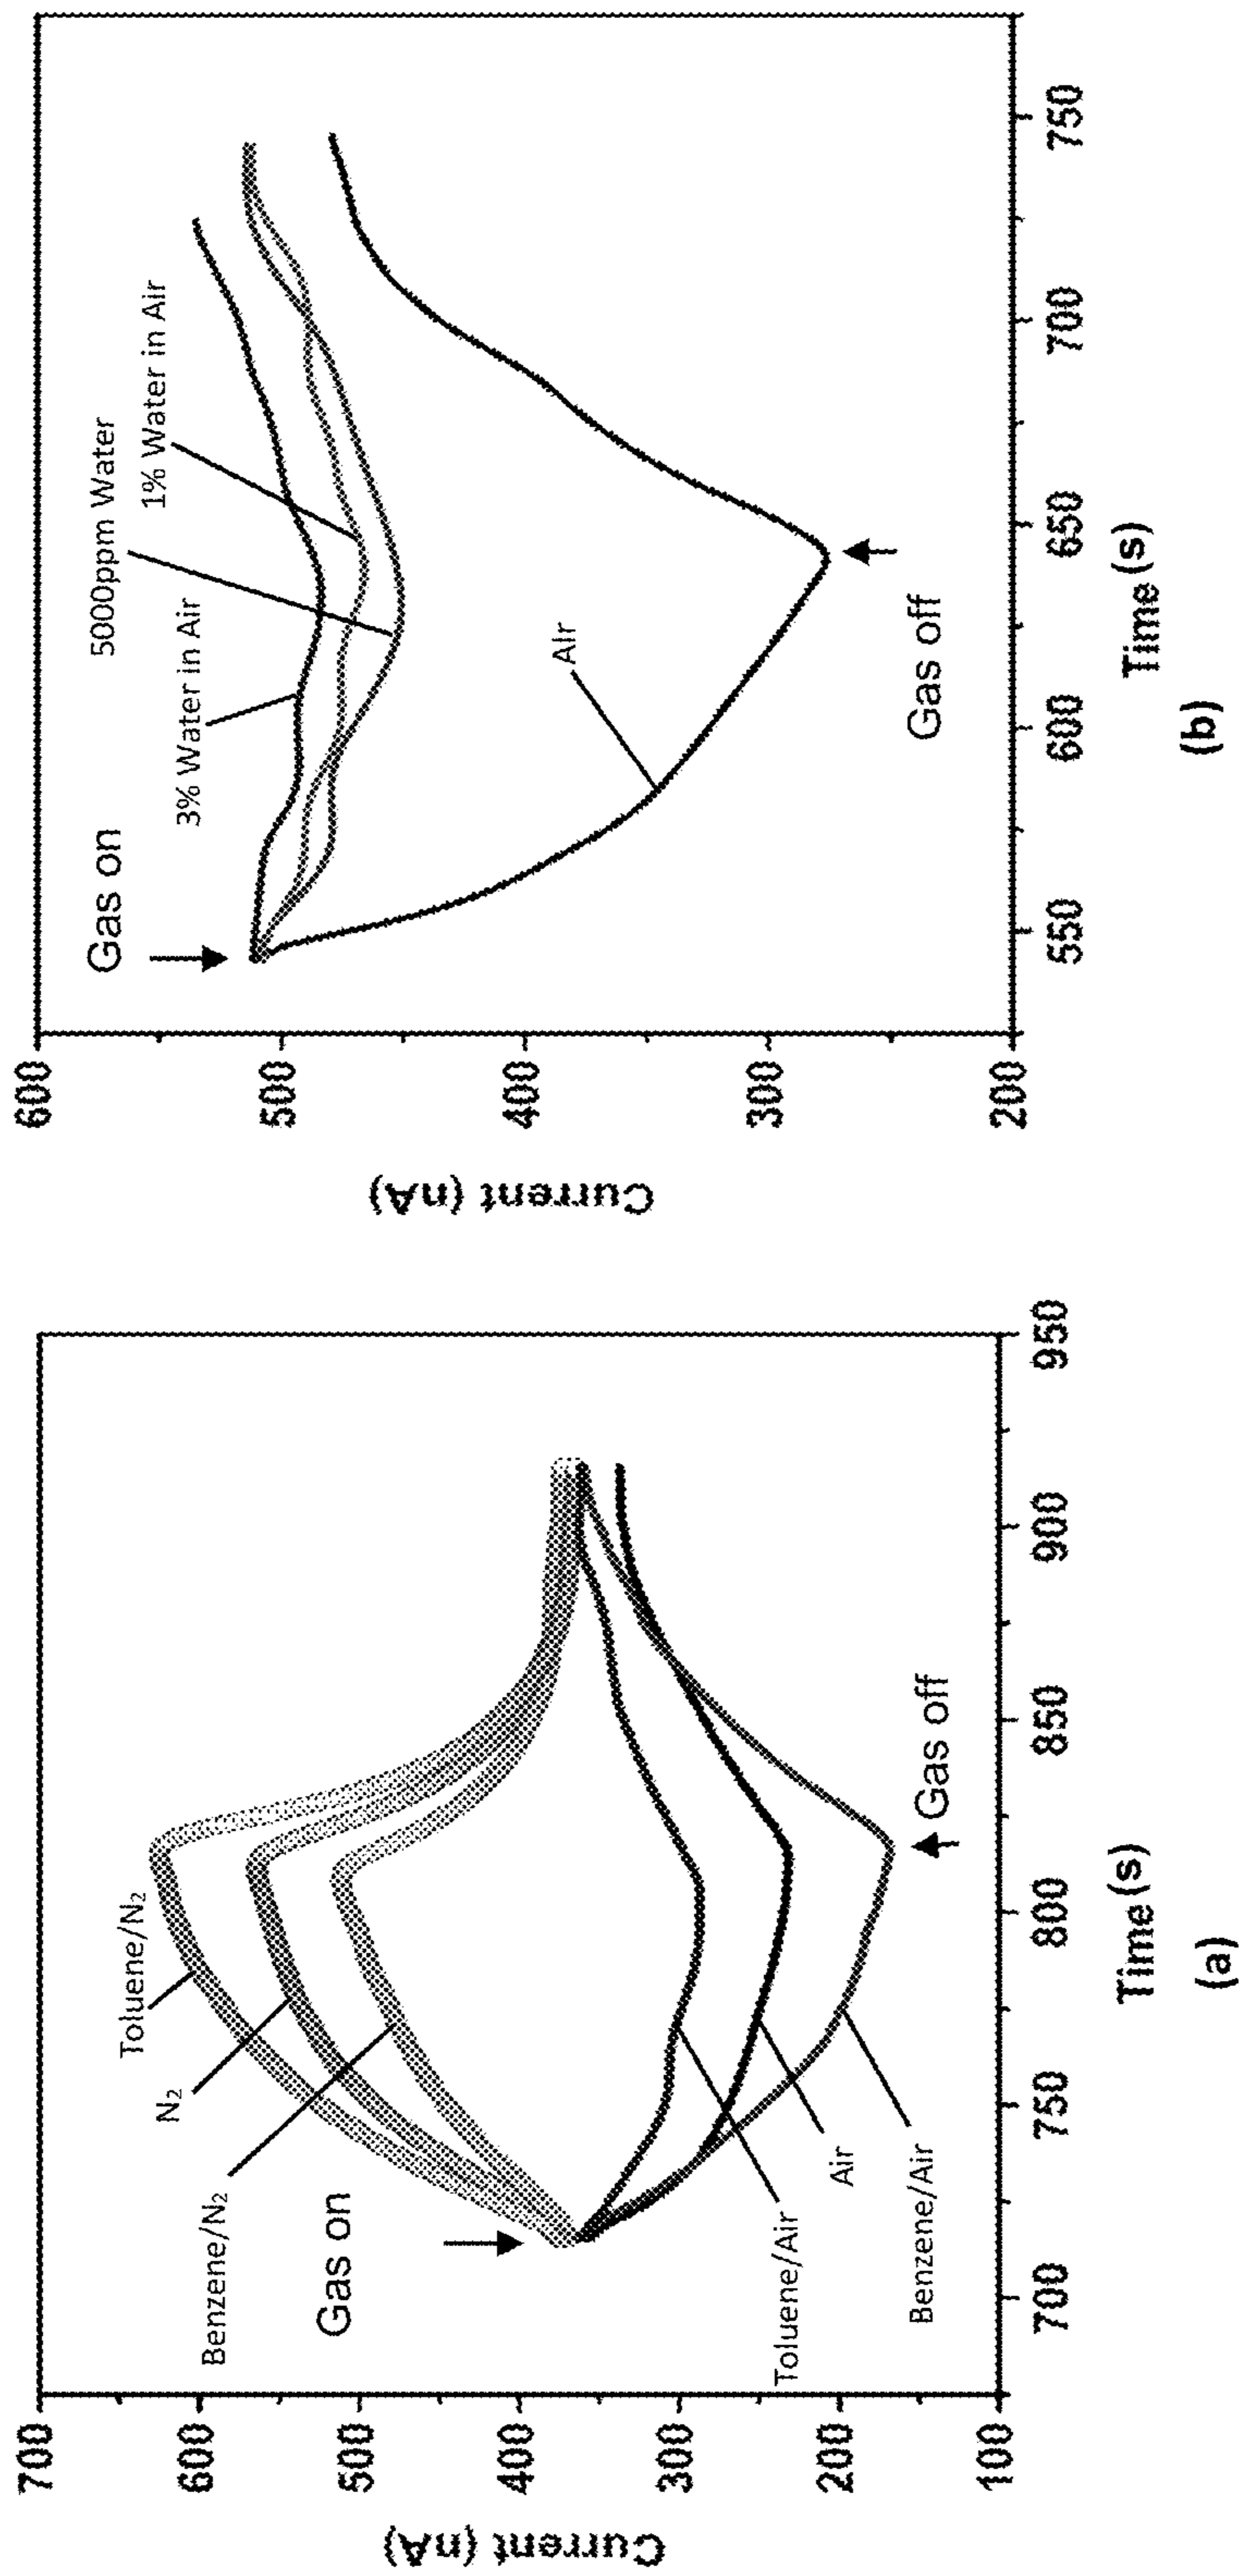 Current (nA)
700
600
500
400
300
200
100
Toluene/N₂
N₂
Benzene/N₂
Gas on
Toluene/Air
Air
Benzene/Air
Gas off
700
750
800
850
900
950
Time (s)
(a)
Current (nA)
600
500
400
300
200
Gas on
3% Water in Air
5000ppm Water
1% Water in Air
Air
Gas off
550
600
650
700
750
Time (s)
(b)